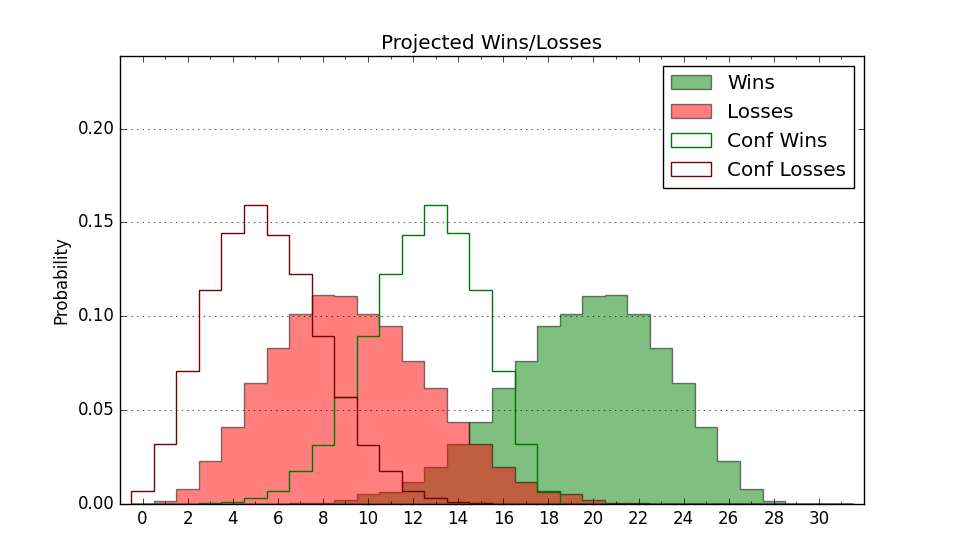 Projected Wins/Losses
Wins
Losses
Conf Wins
Conf Losses
Probability
0.20
0.15
0.10
0.05
0.00
0 2 4 6 8 10 12 14 16 18 20 22 24 26 28 30